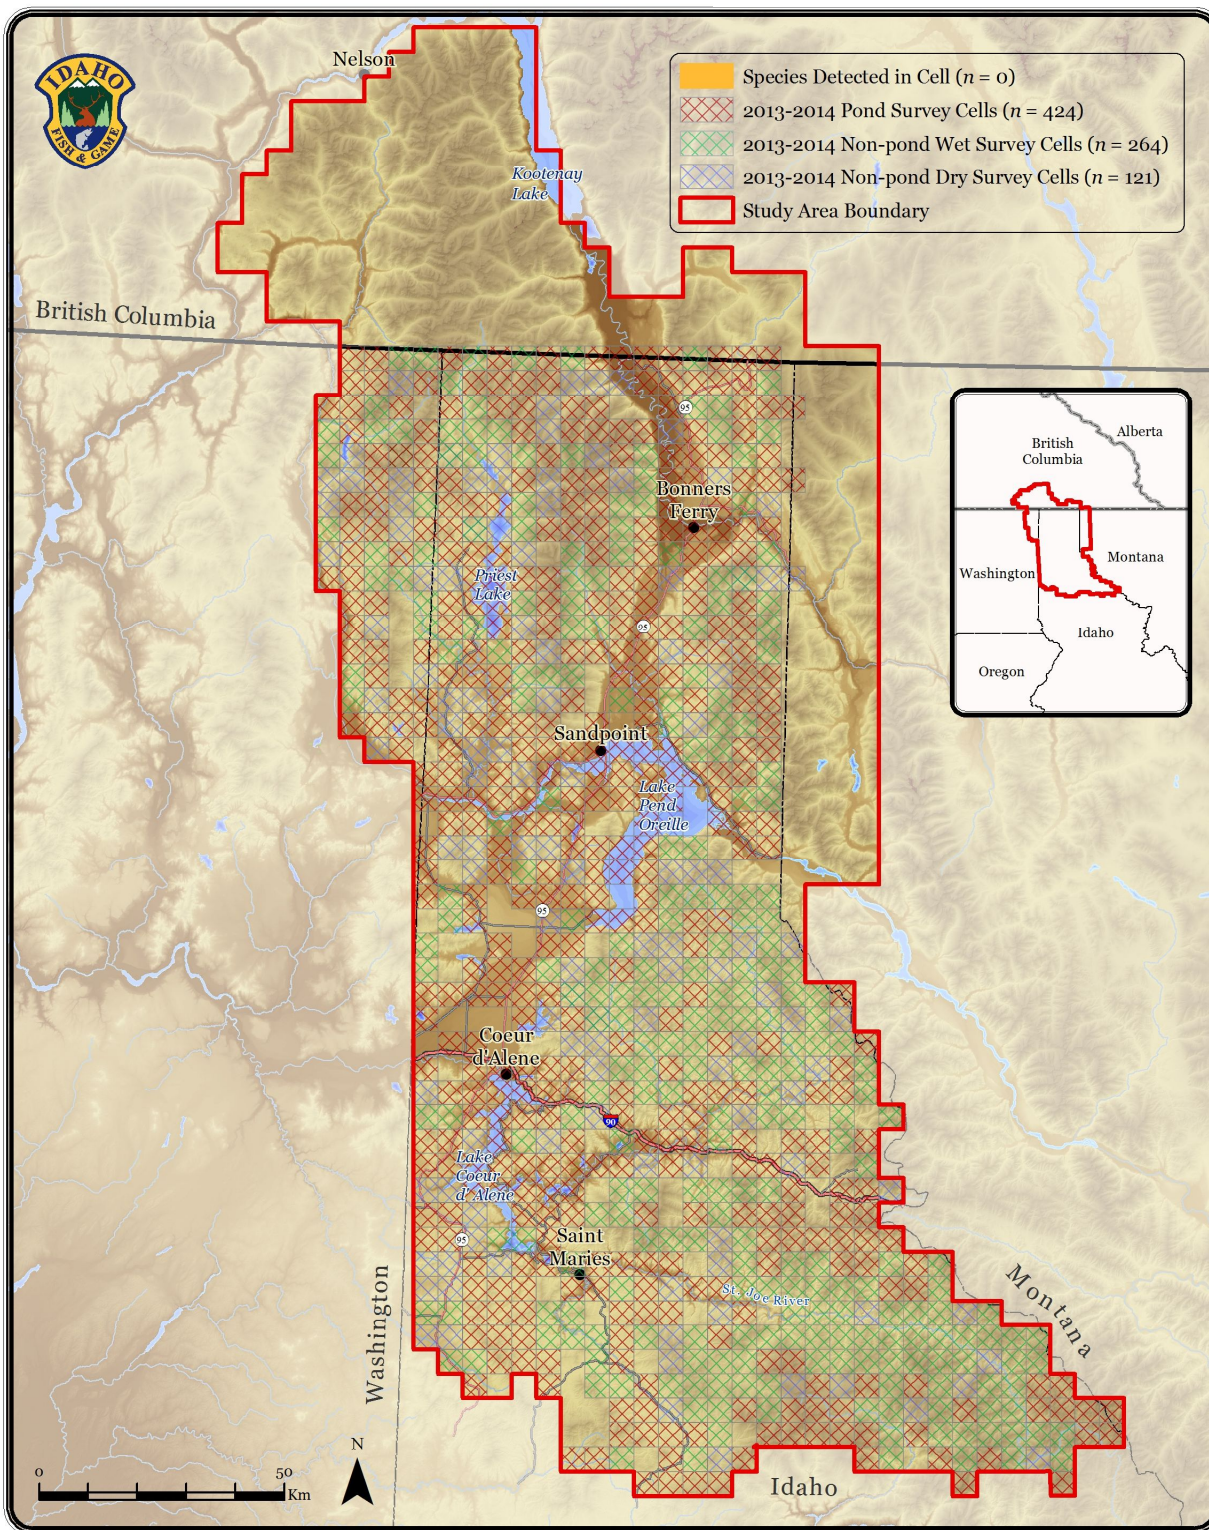 IDAHO
FISH & GAME
Nelson
Species Detected in Cell (n = 0)
2013-2014 Pond Survey Cells (n = 424)
2013-2014 Non-pond Wet Survey Cells (n = 264)
2013-2014 Non-pond Dry Survey Cells (n = 121)
Study Area Boundary
Kootenay
Lake
British Columbia
95
Alberta
British
Columbia
Washington
Montana
Idaho
Oregon
Bonners
Ferry
Priest
Lake
95
Sandpoint
Lake
Pend
Oreille
95
Coeur
d'Alene
90
Lake
Coeur
d'Alene
95
Saint
Maries
St. Joe River
Washington
Montana
N
0
50
Km
Idaho